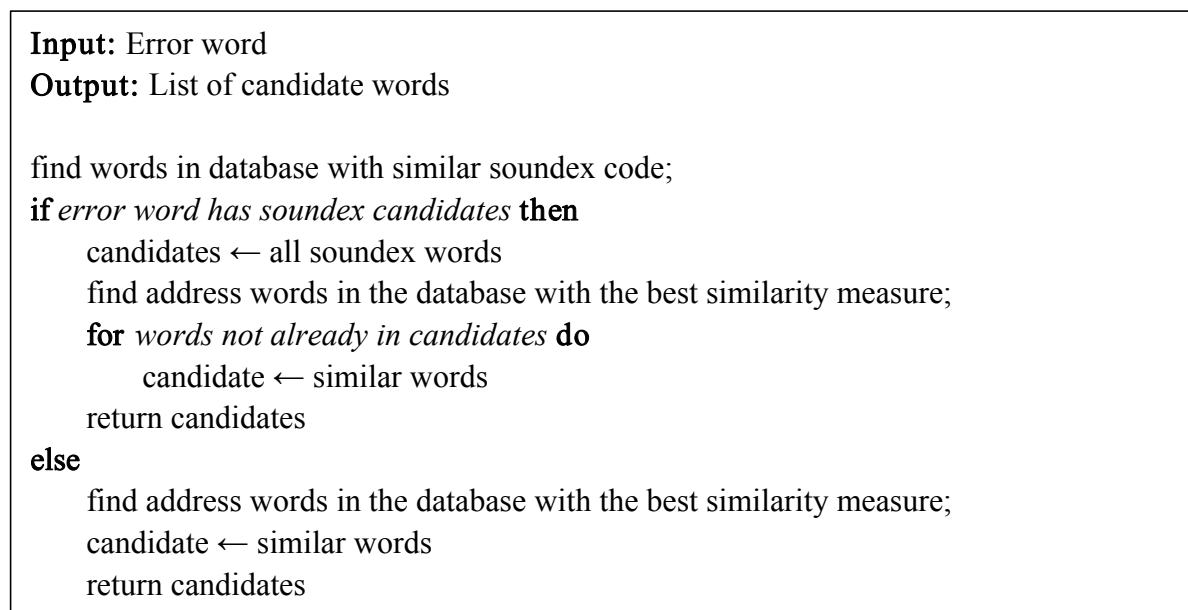 Input: Error word
Output: List of candidate words
find words in database with similar soundex code;
if error word has soundex candidates then
candidates ← all soundex words
find address words in the database with the best similarity measure;
for words not already in candidates do
candidate ← similar words
return candidates
else
find address words in the database with the best similarity measure;
candidate ← similar words
return candidates